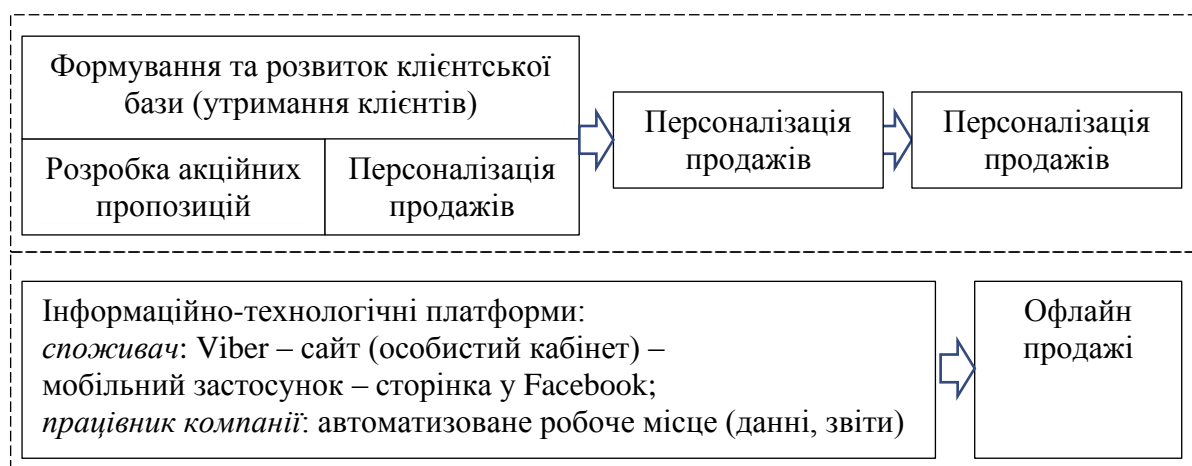 Формування та розвиток клієнтської
бази (утримання клієнтів)
Розробка акційних
пропозицій
Персоналізація
продажів
Персоналізація
продажів
Персоналізація
продажів
Інформаційно-технологічні платформи:
споживач: Viber – сайт (особистий кабінет) –
мобільний застосунок – сторінка у Facebook;
працівник компанії: автоматизоване робоче місце (данні, звіти)
Офлайн
продажі